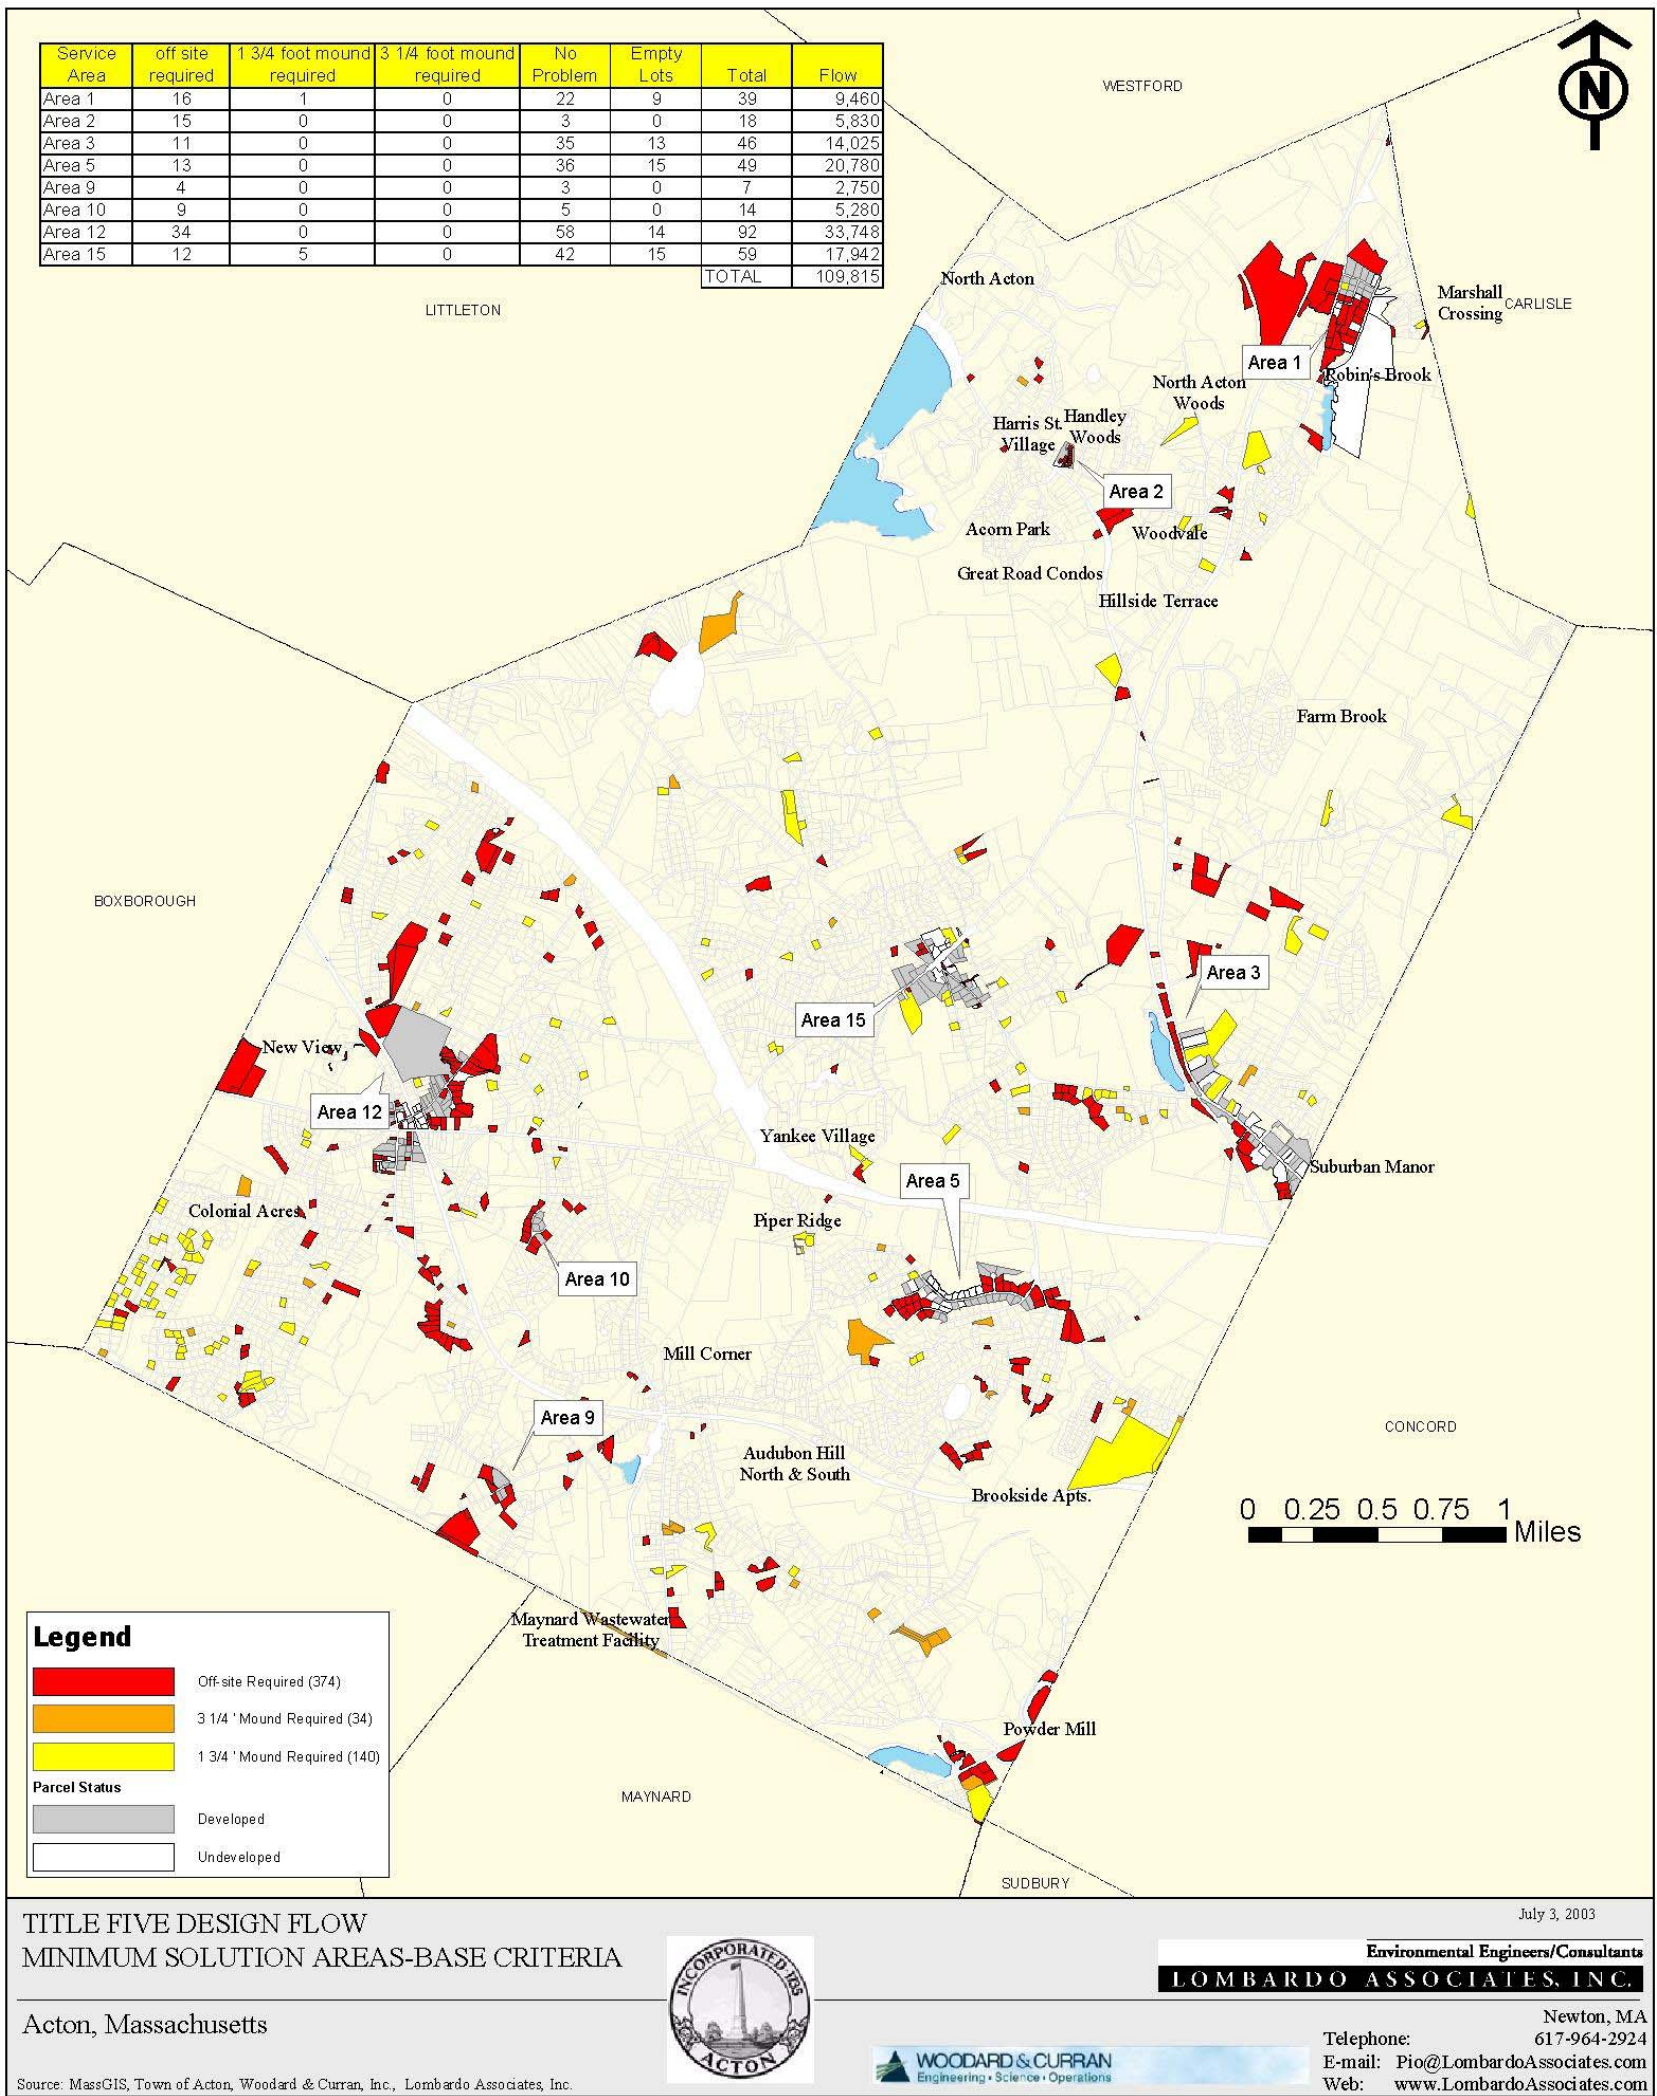 Service Area | off site required | 1 3/4 foot mound required | 3 1/4 foot mound required | No Problem | Empty Lots | Total | Flow
Area 1 | 16 | 1 | 0 | 22 | 9 | 39 | 9,460
Area 2 | 15 | 0 | 0 | 3 | 0 | 18 | 5,830
Area 3 | 11 | 0 | 0 | 35 | 13 | 46 | 14,025
Area 5 | 13 | 0 | 0 | 36 | 15 | 49 | 20,780
Area 9 | 4 | 0 | 0 | 3 | 0 | 7 | 2,750
Area 10 | 9 | 0 | 0 | 5 | 0 | 14 | 5,280
Area 12 | 34 | 0 | 0 | 58 | 14 | 92 | 33,748
Area 15 | 12 | 5 | 0 | 42 | 15 | 59 | 17,942
TOTAL | 109,815
N
WESTFORD
LITTLETON
North Acton
Marshall
Crossing
CARLISLE
Area 1
Robin's Brook
North Acton
Woods
Harris St.
Village
Handley
Woods
Area 2
Acorn Park
Woodvale
Great Road Condos
Hillside Terrace
Farm Brook
BOXBOROUGH
Area 3
Area 15
New View
Area 12
Yankee Village
Suburban Manor
Area 5
Colonial Acres
Piper Ridge
Area 10
Mill Corner
Area 9
CONCORD
Audubon Hill
North & South
Brookside Apts.
0 0.25 0.5 0.75 1
Miles
Maynard Wastewater
Treatment Facility
Powder Mill
MAYNARD
SUDBURY
Legend
Off-site Required (374)
3 1/4 ' Mound Required (34)
1 3/4 ' Mound Required (140)
Parcel Status
Developed
Undeveloped
TITLE FIVE DESIGN FLOW
MINIMUM SOLUTION AREAS-BASE CRITERIA
Acton, Massachusetts
Source: MassGIS, Town of Acton, Woodard & Curran, Inc., Lombardo Associates, Inc.
INCORPORATED 1735
ACTON
WOODARD & CURRAN
Engineering • Science • Operations
July 3, 2003
Environmental Engineers/Consultants
LOMBARDO ASSOCIATES, INC.
Newton, MA
Telephone: 617-964-2924
E-mail: Pio@LombardoAssociates.com
Web: www.LombardoAssociates.com